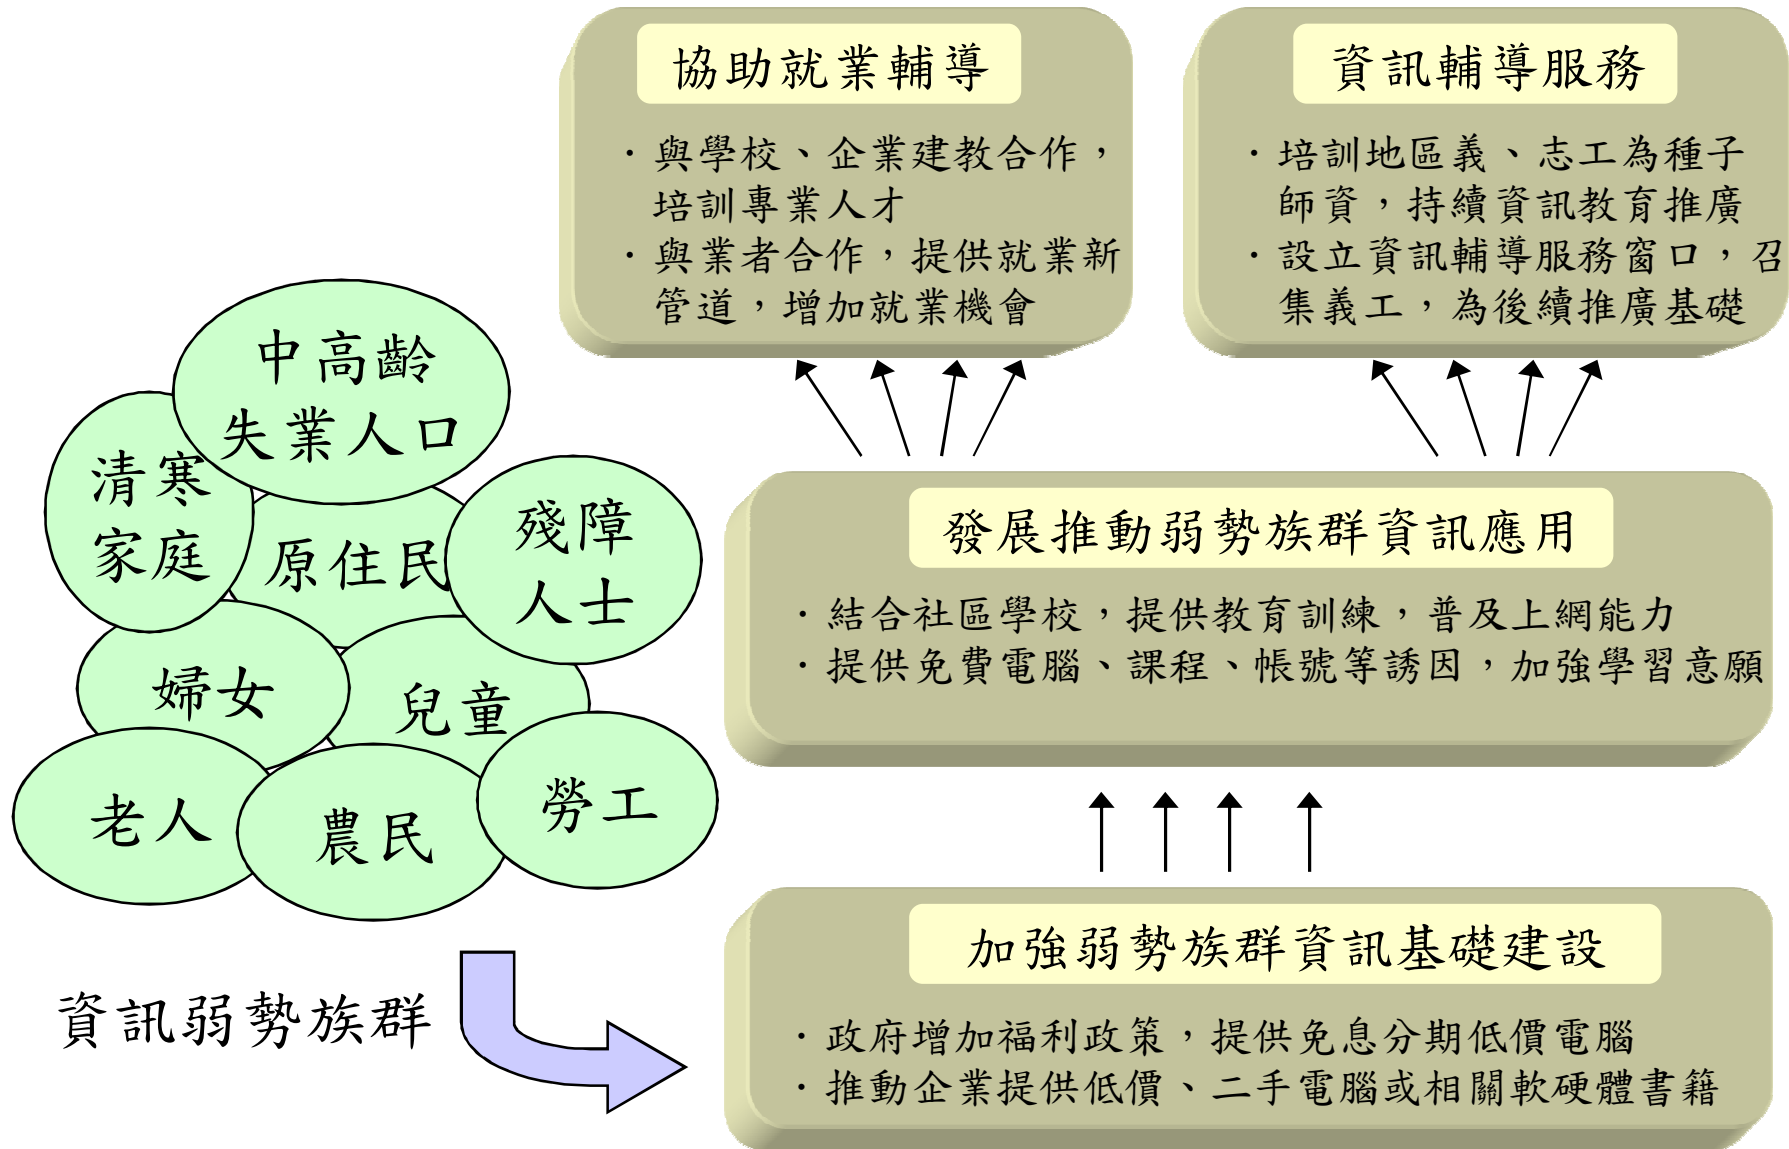 協助就業輔導
·與學校、企業建教合作，
培訓專業人才
·與業者合作，提供就業新
管道，增加就業機會
資訊輔導服務
·培訓地區義、志工為種子
師資，持續資訊教育推廣
·設立資訊輔導服務窗口，召
集義工，為後續推廣基礎
中高齡
失業人口
清寒
家庭
原住民
殘障
人士
婦女
兒童
老人
農民
勞工
資訊弱勢族群
發展推動弱勢族群資訊應用
·結合社區學校，提供教育訓練，普及上網能力
·提供免費電腦、課程、帳號等誘因，加強學習意願
加強弱勢族群資訊基礎建設
·政府增加福利政策，提供免息分期低價電腦
·推動企業提供低價、二手電腦或相關軟硬體書籍